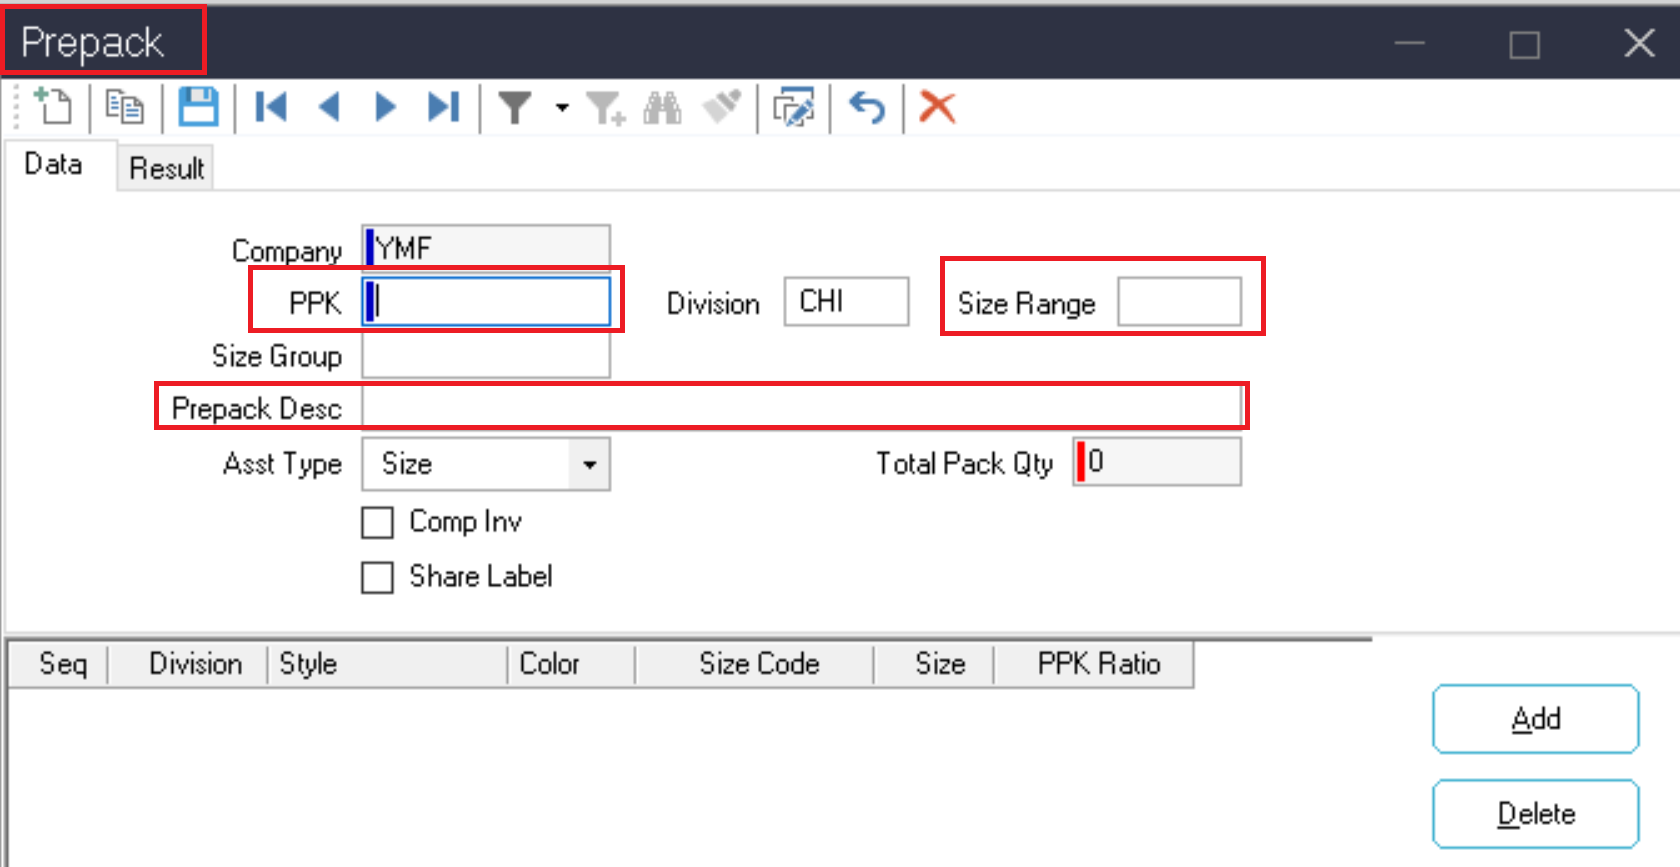 Prepack
Data Result
Company YMF
PPK Division CHI Size Range
Size Group
Prepack Desc
Asst Type Size Total Pack Qty 0
Comp Inv
Share Label
Seq Division Style Color Size Code Size PPK Ratio
Add
Delete